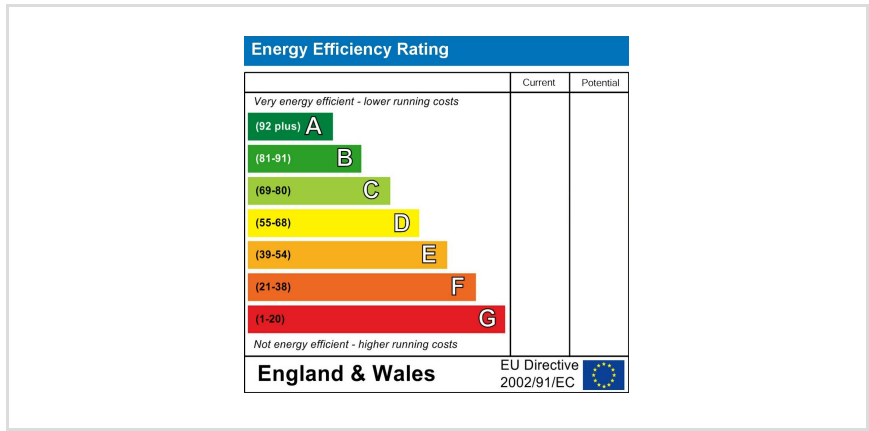 Energy Efficiency Rating
Current Potential
Very energy efficient - lower running costs
(92 plus) A
(81-91) B
(69-80) C
(55-68) D
(39-54) E
(21-38) F
(1-20) G
Not energy efficient - higher running costs
England & Wales
EU Directive
2002/91/EC